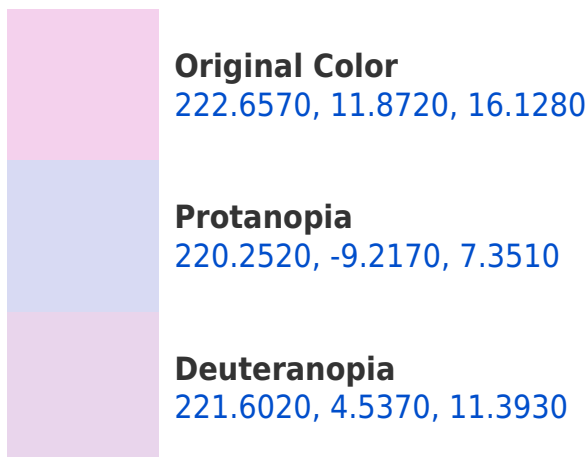 Original Color
222.6570, 11.8720, 16.1280
Protanopia
220.2520, -9.2170, 7.3510
Deuteranopia
221.6020, 4.5370, 11.3930